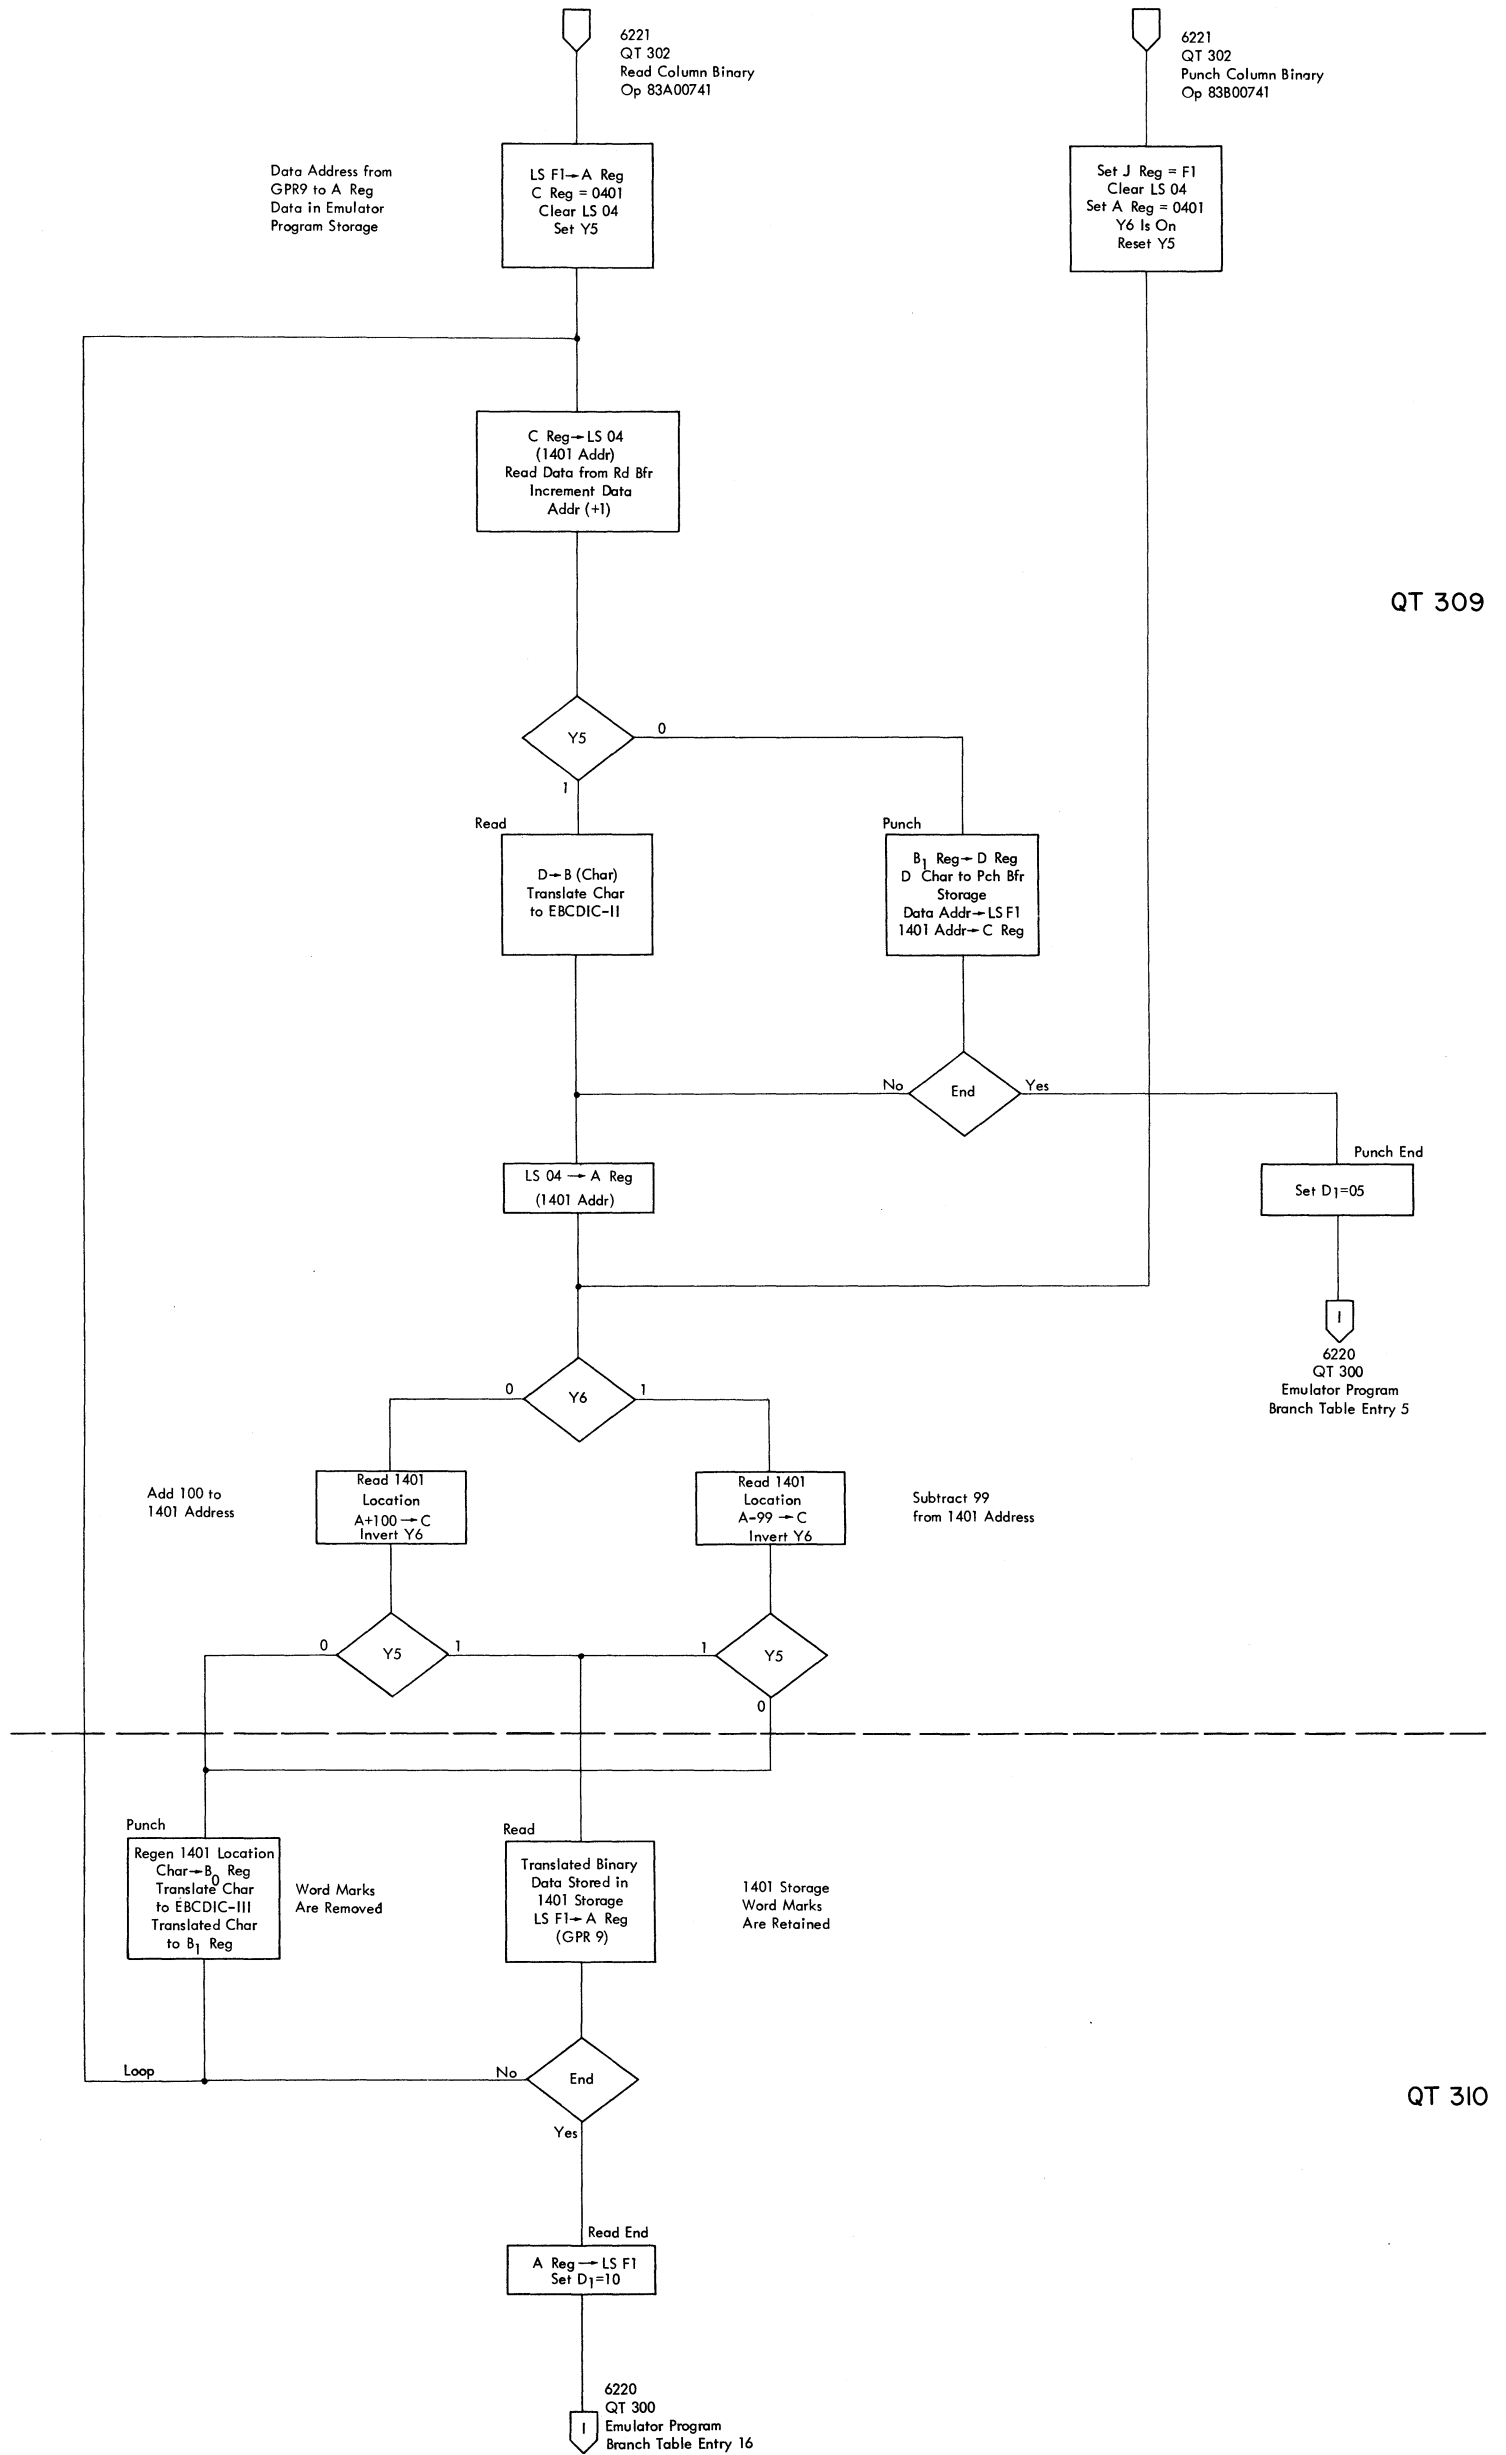 6221
QT 302
Read Column Binary
Op 83A00741
6221
QT 302
Punch Column Binary
Op 83B00741
Data Address from
GPR9 to A Reg
Data in Emulator
Program Storage
LS F1→A Reg
C Reg = 0401
Clear LS 04
Set Y5
Set J Reg = F1
Clear LS 04
Set A Reg = 0401
Y6 Is On
Reset Y5
C Reg→LS 04
(1401 Addr)
Read Data from Rd Bfr
Increment Data
Addr (+1)
QT 309
Y5
0
1
Read
D→B (Char)
Translate Char
to EBCDIC-II
Punch
B1 Reg→D Reg
D Char to Pch Bfr
Storage
Data Addr→LS F1
1401 Addr→C Reg
No
End
Yes
LS 04 → A Reg
(1401 Addr)
Punch End
Set D1=05
1
6220
QT 300
Emulator Program
Branch Table Entry 5
0
Y6
1
Add 100 to
1401 Address
Read 1401
Location
A+100→C
Invert Y6
Read 1401
Location
A-99→C
Invert Y6
Subtract 99
from 1401 Address
0
Y5
1
1
Y5
0
Punch
Regen 1401 Location
Char→B0 Reg
Translate Char
to EBCDIC-III
Translated Char
to B1 Reg
Word Marks
Are Removed
Read
Translated Binary
Data Stored in
1401 Storage
LS F1→A Reg
(GPR 9)
1401 Storage
Word Marks
Are Retained
Loop
No
End
Yes
QT 310
Read End
A Reg→LS F1
Set D1=10
6220
QT 300
1
Emulator Program
Branch Table Entry 16